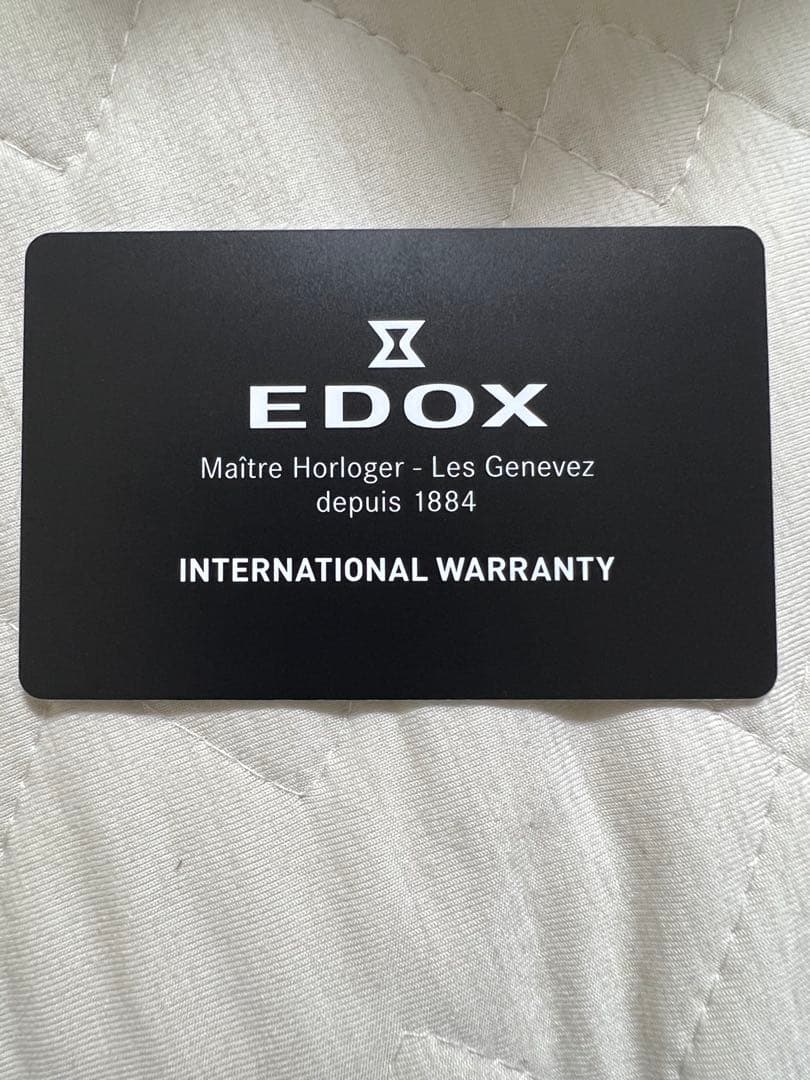 EDOX
Maître Horloger - Les Genevez
depuis 1884
INTERNATIONAL WARRANTY